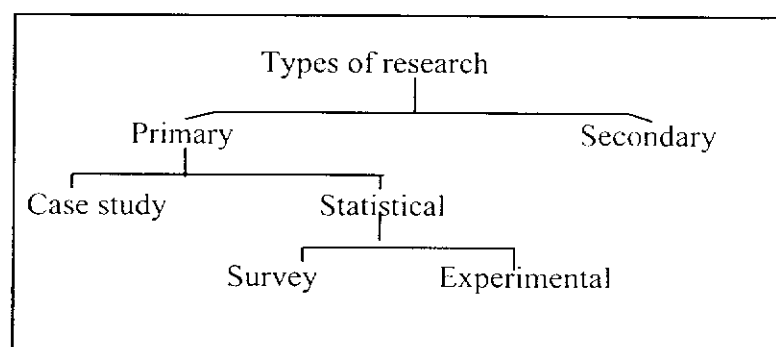 Types of research
Primary Secondary
Case study Statistical
Survey Experimental